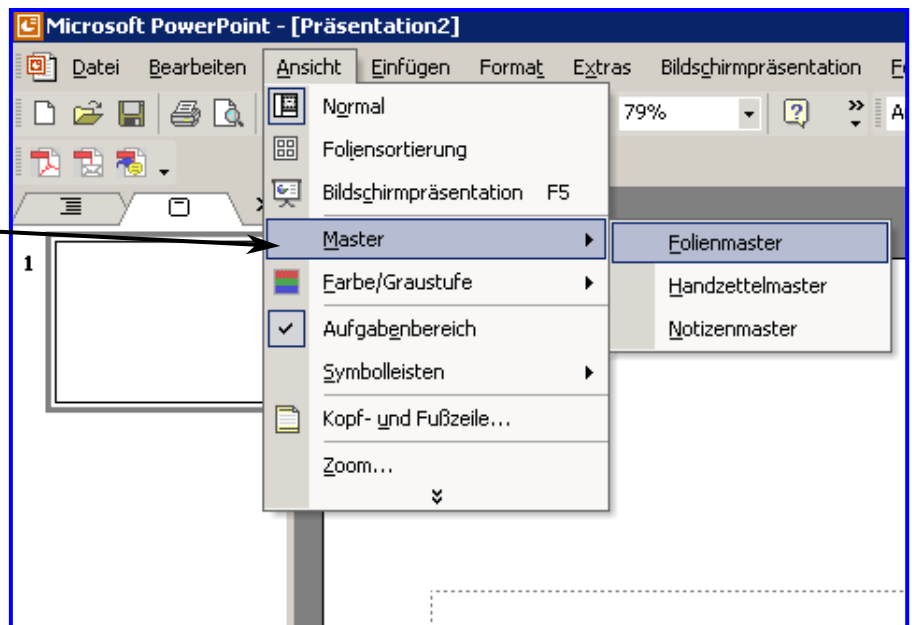 Microsoft PowerPoint - [Präsentation2]
Datei Bearbeiten Ansicht Einfügen Format Extras Bildschirmpräsentation
79%
Normal
Foliensortierung
Bildschirmpräsentation F5
Master
Folienmaster
1
Farbe/Graustufe
Handzettelmaster
Aufgabenbereich
Notizenmaster
Symbolleisten
Kopf- und Fußzeile...
Zoom...